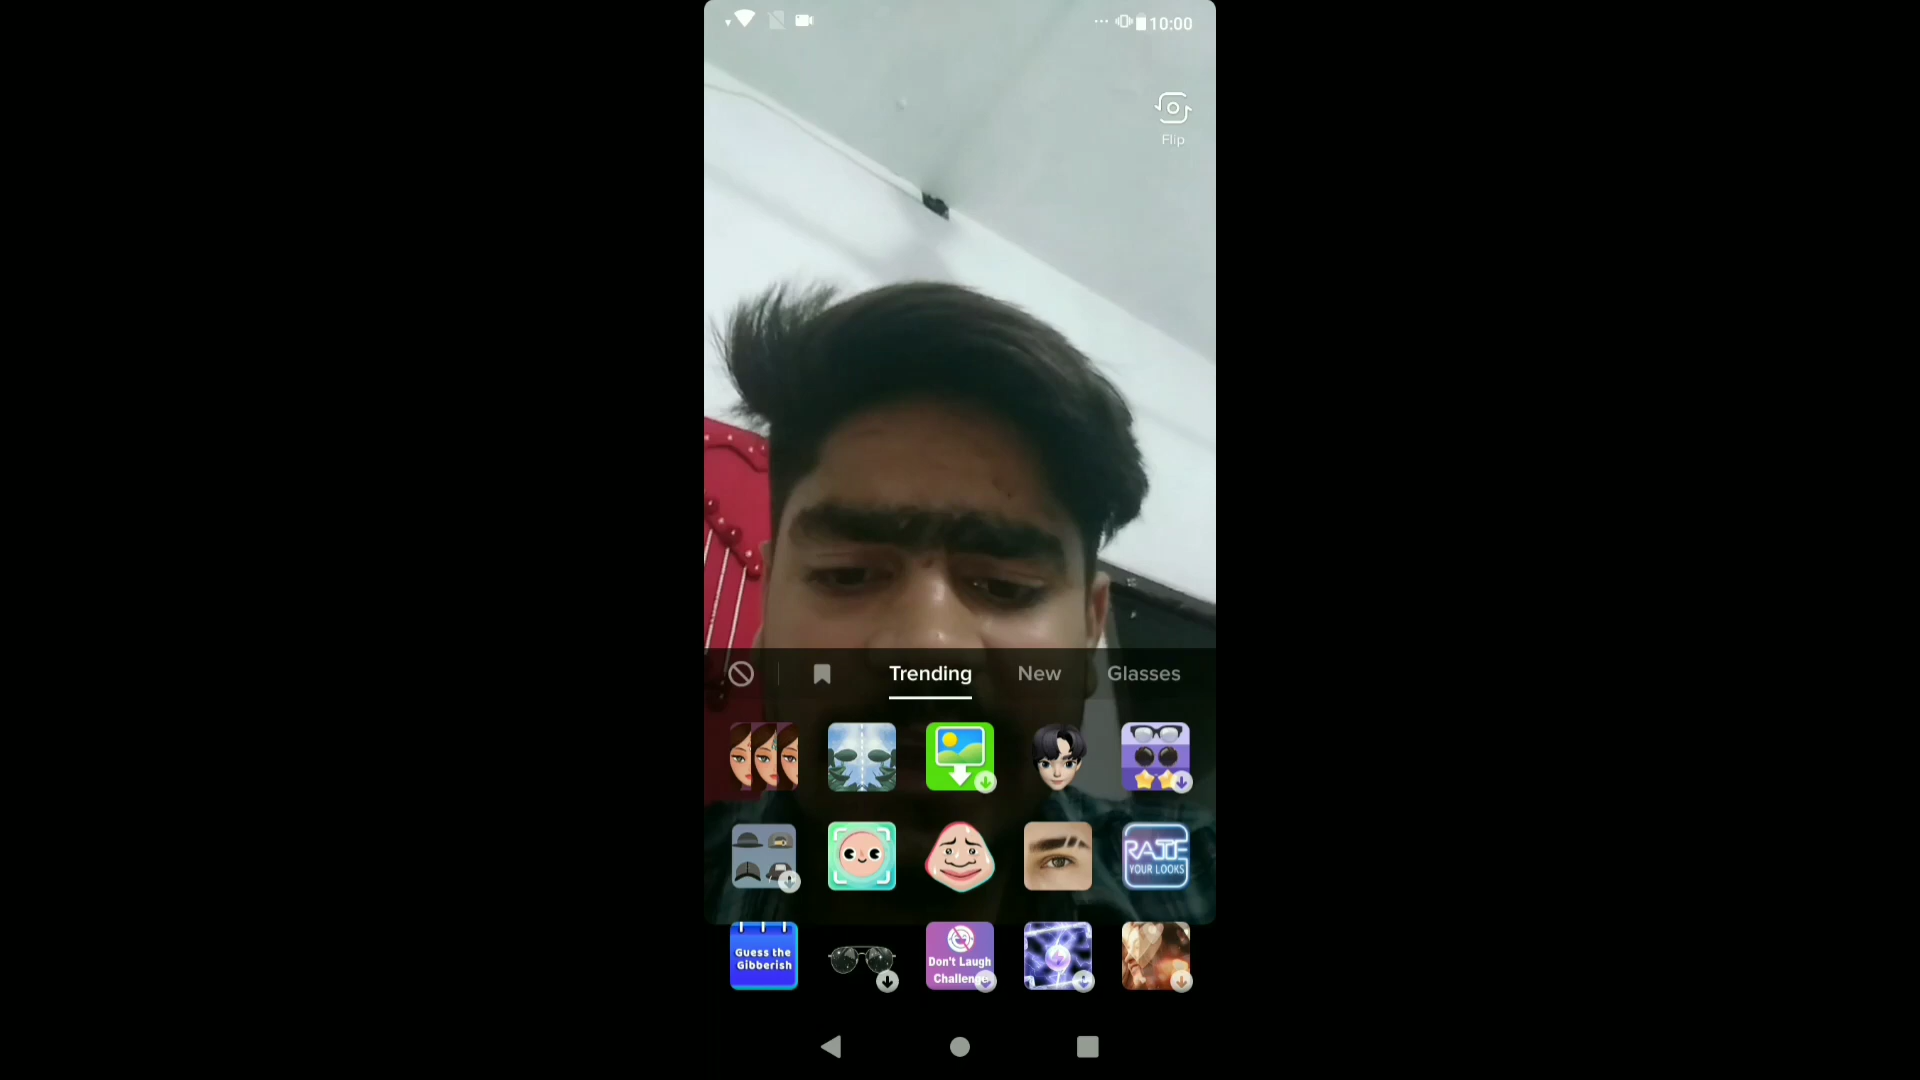 10:00
Flip
Trending New Glasses
RATE
YOUR LOOKS
Guess the
Gibberish
Don't Laugh
Challenge